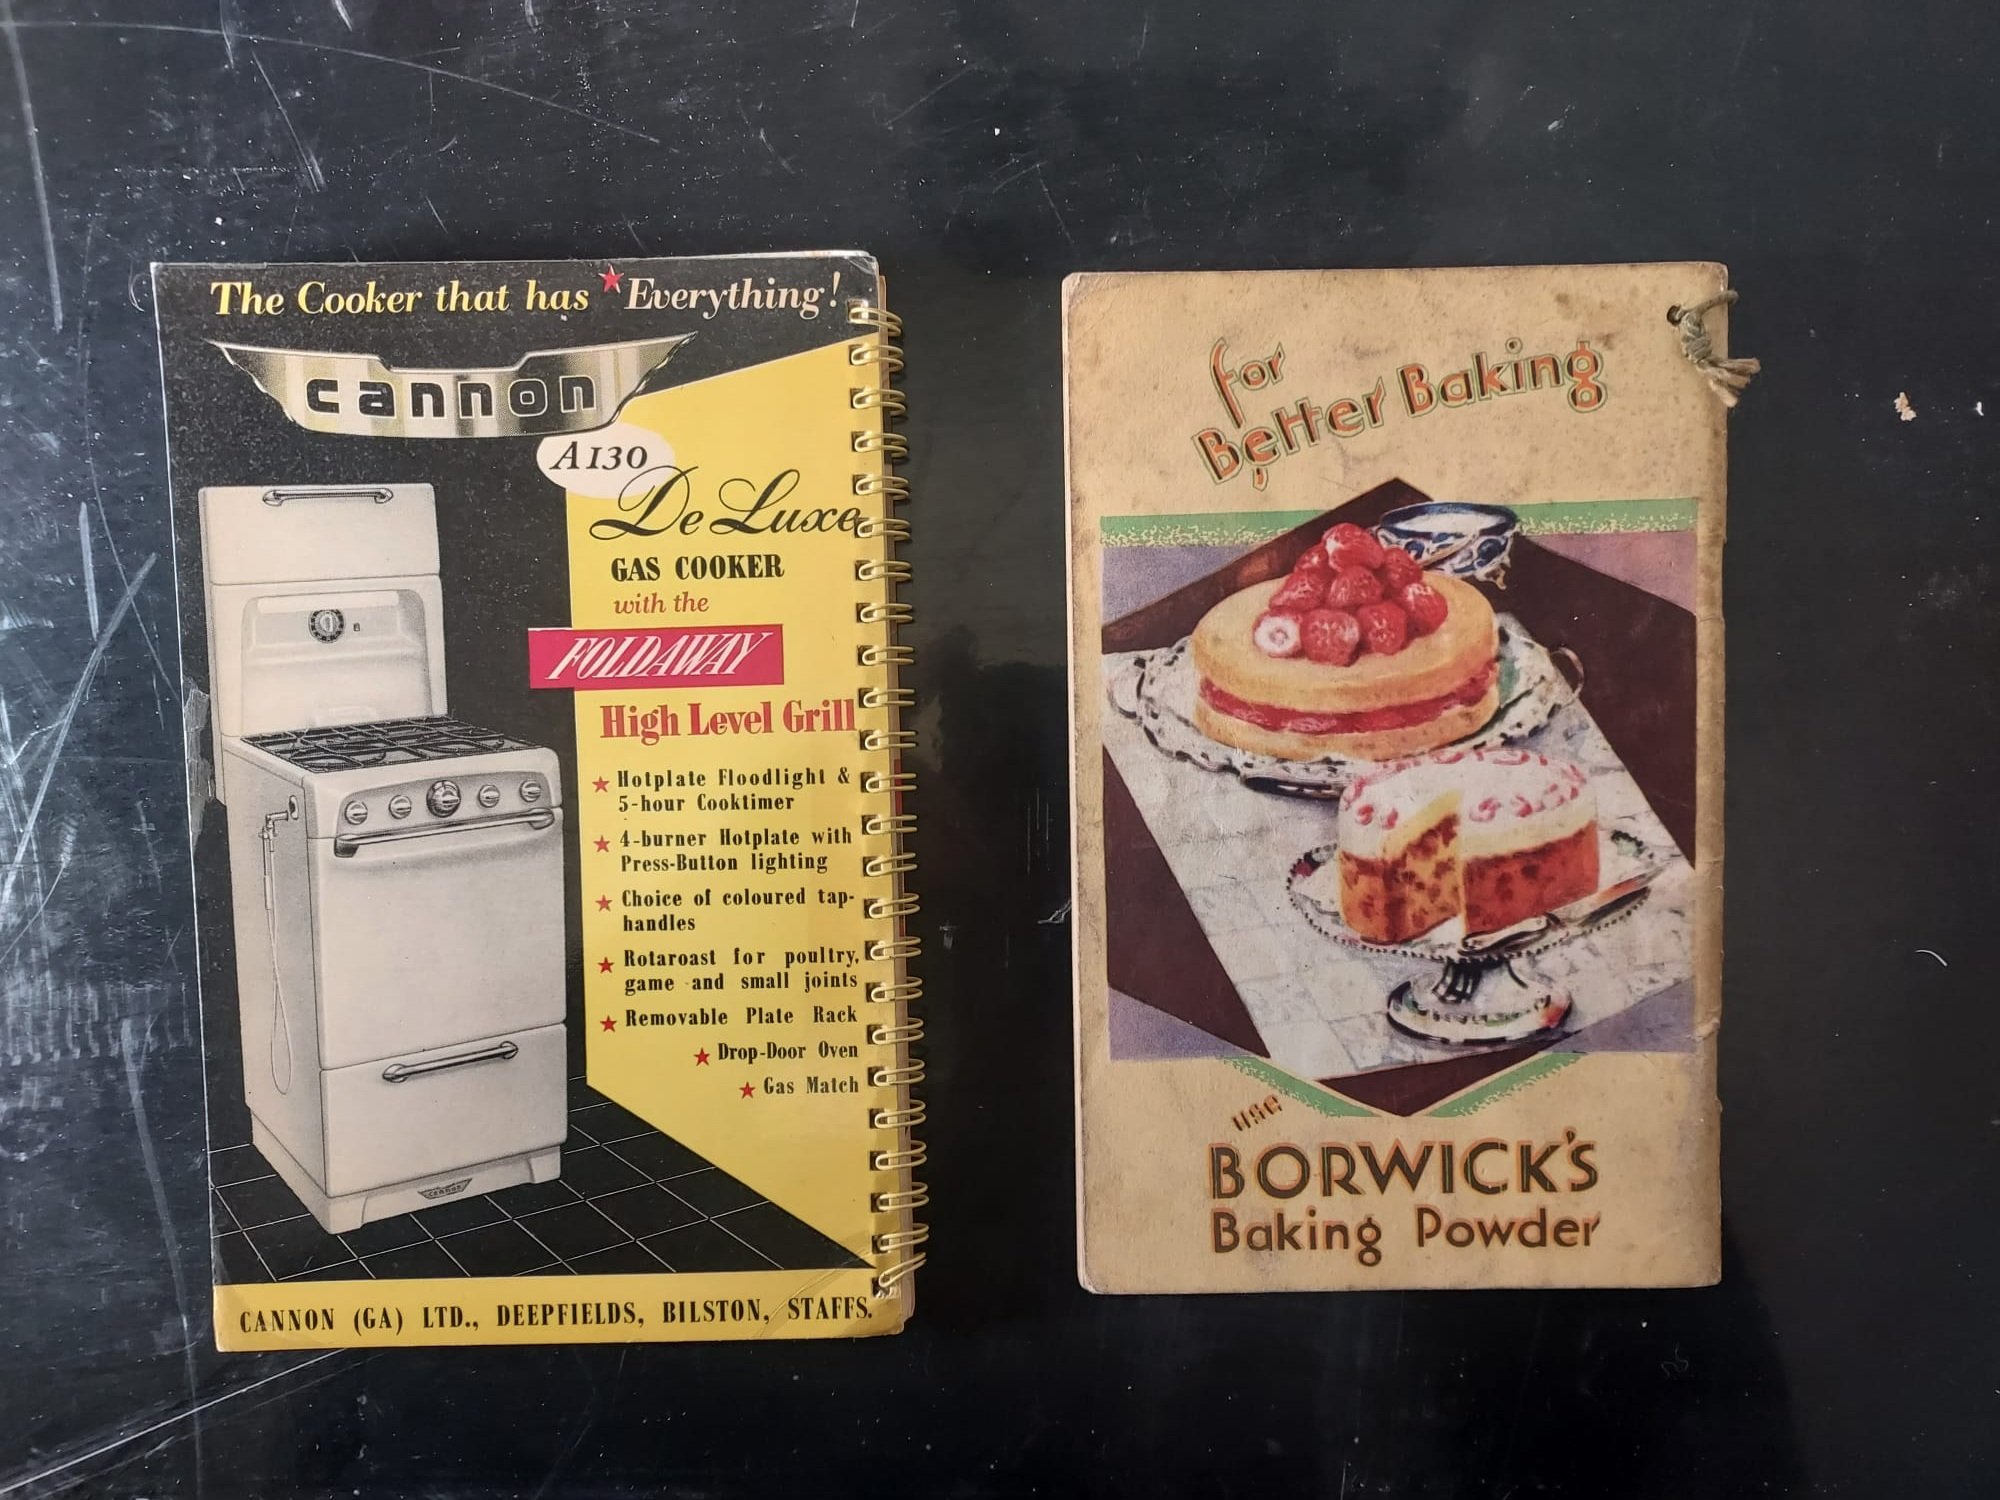 The Cooker that has Everything!
cannon
A130
De Luxe
GAS COOKER
with the
FOLDAWAY
High Level Grill
Hotplate Floodlight &
5-hour Cooktimer
4-burner Hotplate with
Press-Button lighting
Choice of coloured tap-
handles
Rotaroast for poultry,
game and small joints
Removable Plate Rack
Drop-Door Oven
Gas Match
cannon
CANNON (GA) LTD., DEEPFIELDS, BILSTON, STAFFS.
for
Better Baking
use
BORWICK'S
Baking Powder